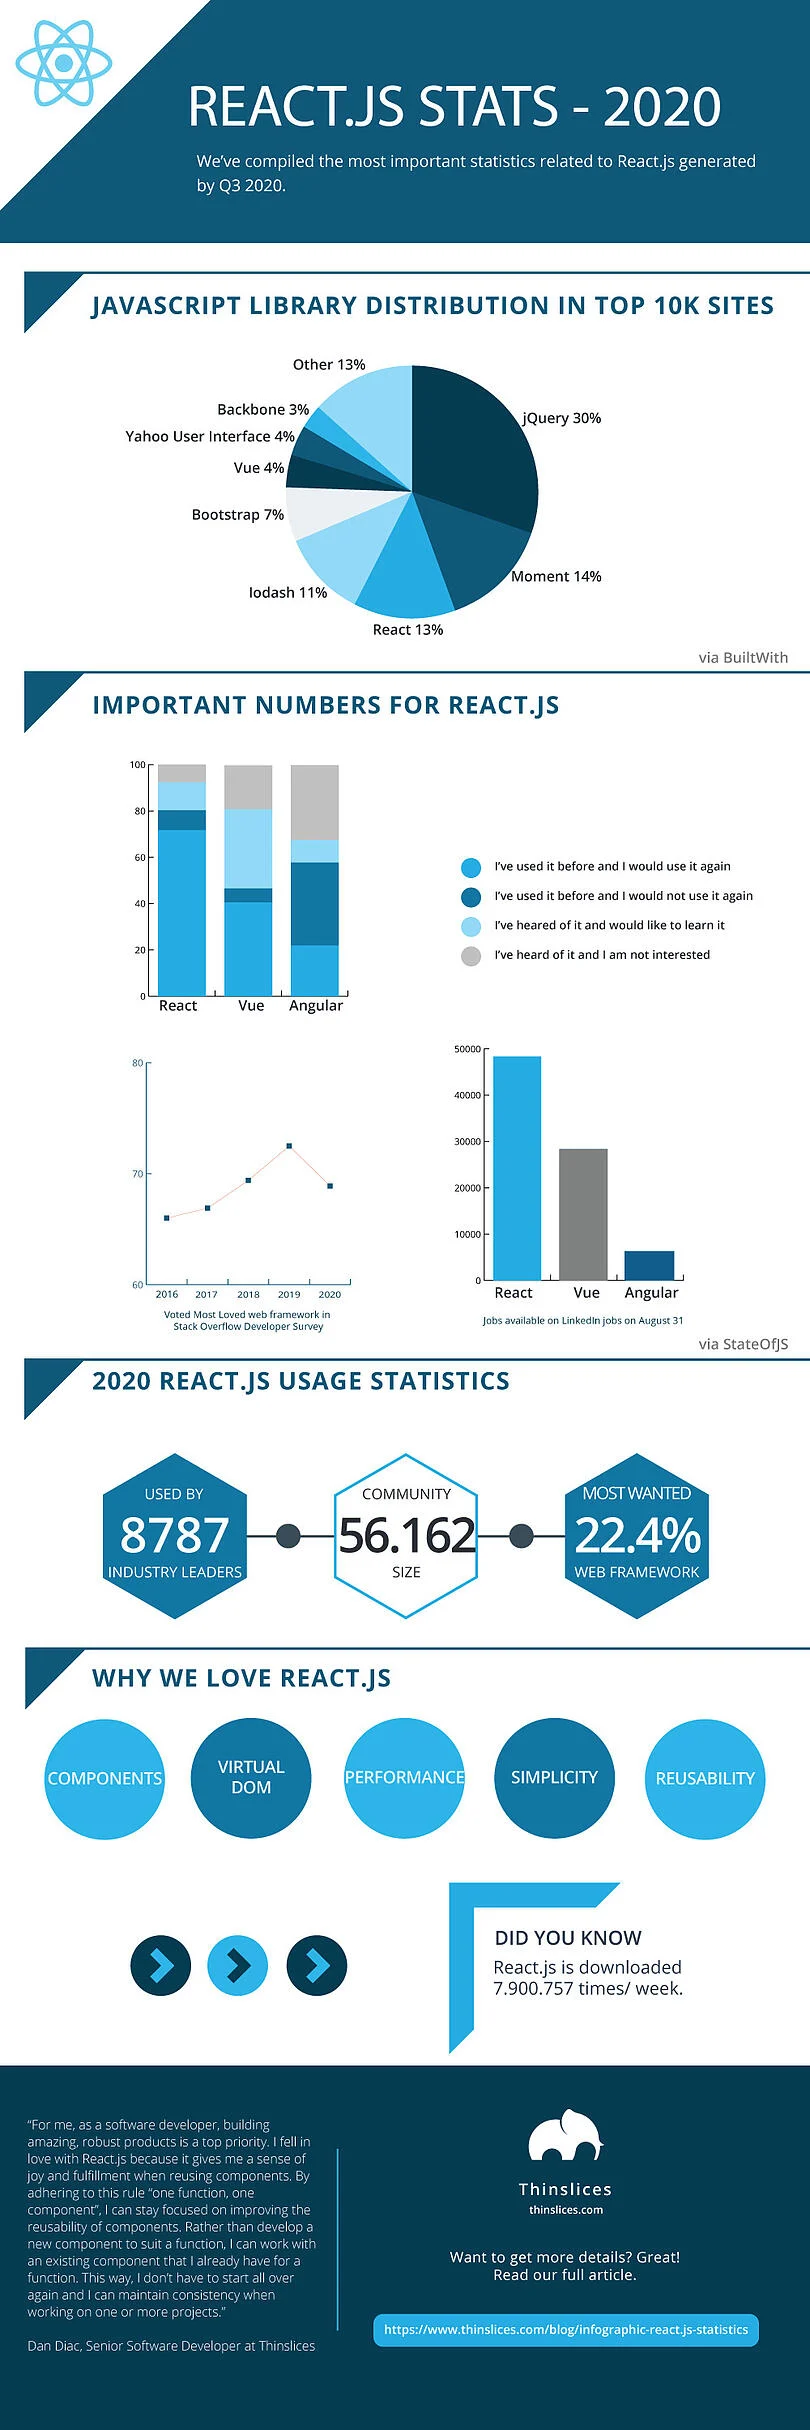 REACT.JS STATS - 2020
We've compiled the most important statistics related to React.js generated
by Q3 2020.
JAVASCRIPT LIBRARY DISTRIBUTION IN TOP 10K SITES
Other 13%
Backbone 3%
jQuery 30%
Yahoo User Interface 4%
Vue 4%
Bootstrap 7%
Moment 14%
lodash 11%
React 13%
via BuiltWith
IMPORTANT NUMBERS FOR REACT.JS
100
80
60
40
20
0
React Vue Angular
I've used it before and I would use it again
I've used it before and I would not use it again
I've heared of it and would like to learn it
I've heard of it and I am not interested
80
70
60
2016 2017 2018 2019 2020
Voted Most Loved web framework in
Stack Overflow Developer Survey
50000
40000
30000
20000
10000
0
React Vue Angular
Jobs available on LinkedIn jobs on August 31
via StateOfJS
2020 REACT.JS USAGE STATISTICS
USED BY
8787
INDUSTRY LEADERS
COMMUNITY
56.162
SIZE
MOST WANTED
22.4%
WEB FRAMEWORK
WHY WE LOVE REACT.JS
COMPONENTS
VIRTUAL
DOM
PERFORMANCE
SIMPLICITY
REUSABILITY
DID YOU KNOW
React.js is downloaded
7.900.757 times/ week.
“For me, as a software developer, building
amazing, robust products is a top priority. I fell in
love with React.js because it gives me a sense of
joy and fulfillment when reusing components. By
adhering to this rule “one function, one
component”, I can stay focused on improving the
reusability of components. Rather than develop a
new component to suit a function, I can work with
an existing component that I already have for a
function. This way, I don't have to start all over
again and I can maintain consistency when
working on one or more projects.”
Dan Diac, Senior Software Developer at Thinslices
Thinslices
thinslices.com
Want to get more details? Great!
Read our full article.
https://www.thinslices.com/blog/infographic-react.js-statistics